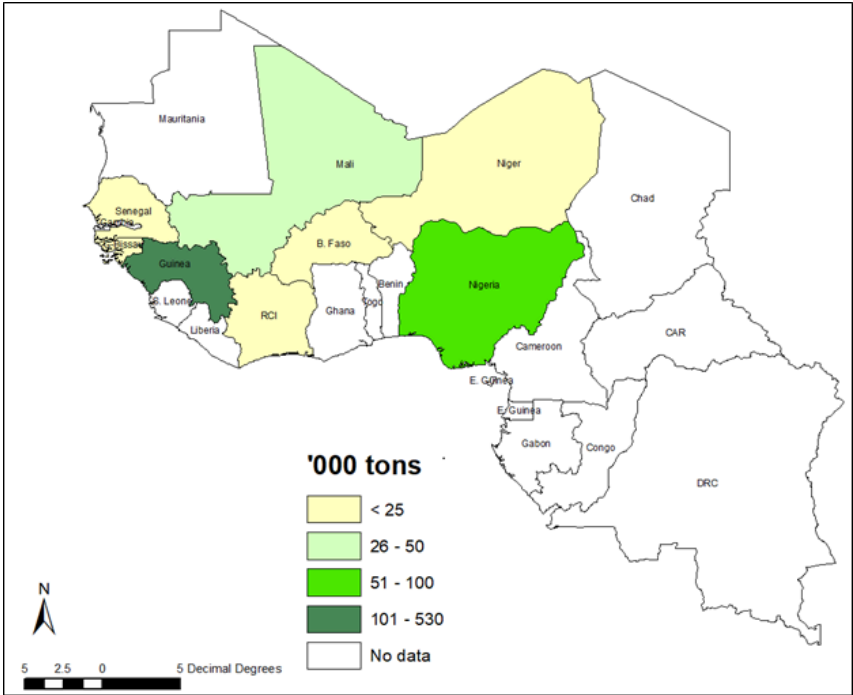 Mauritania
Mali
Niger
Chad
Senegal
Gambia
Bissau
Guinea
B. Faso
S. Leone
Liberia
RCI
Ghana
Togo
Benin
Nigeria
Cameroon
CAR
E. Guinea
E. Guinea
Gabon
Congo
DRC
'000 tons
< 25
26 - 50
51 - 100
101 - 530
No data
N
5 2.5 0 5 Decimal Degrees